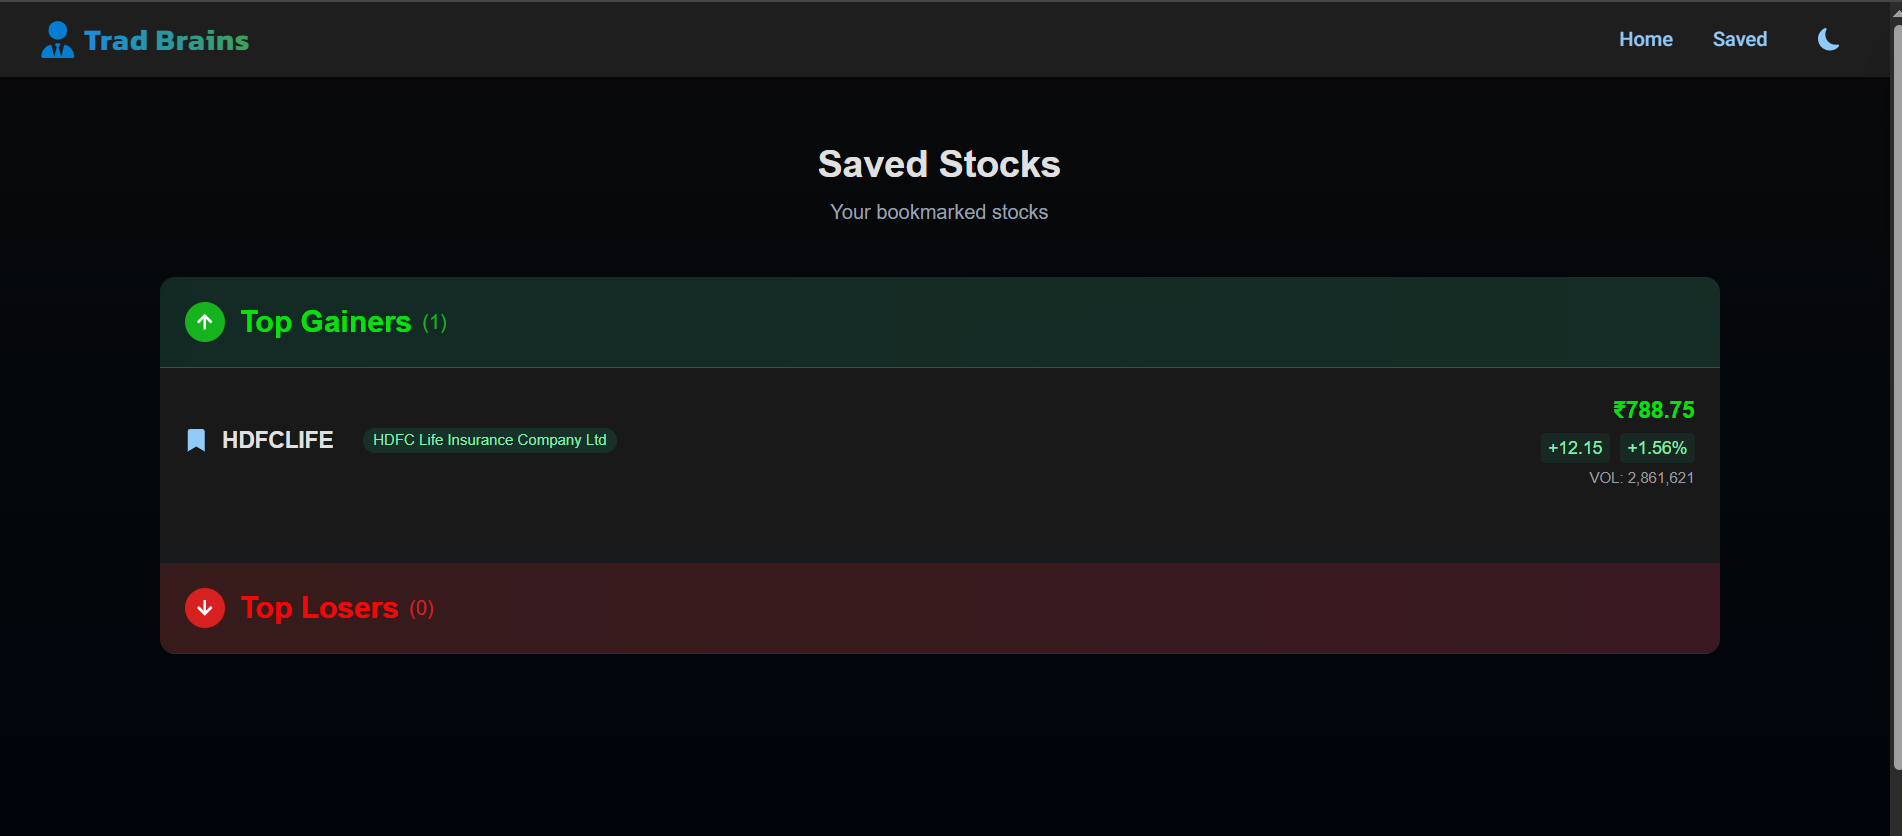 Trad Brains
Home Saved
Saved Stocks
Your bookmarked stocks
Top Gainers (1)
HDFCLIFE HDFC Life Insurance Company Ltd
₹788.75
+12.15 +1.56%
VOL: 2,861,621
Top Losers (0)